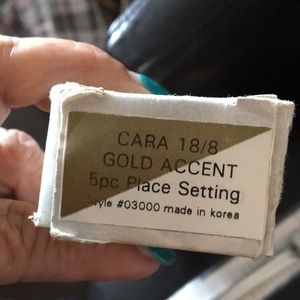 CARA 18/8
GOLD ACCENT
5pc Place Setting
Style #03000 made in korea